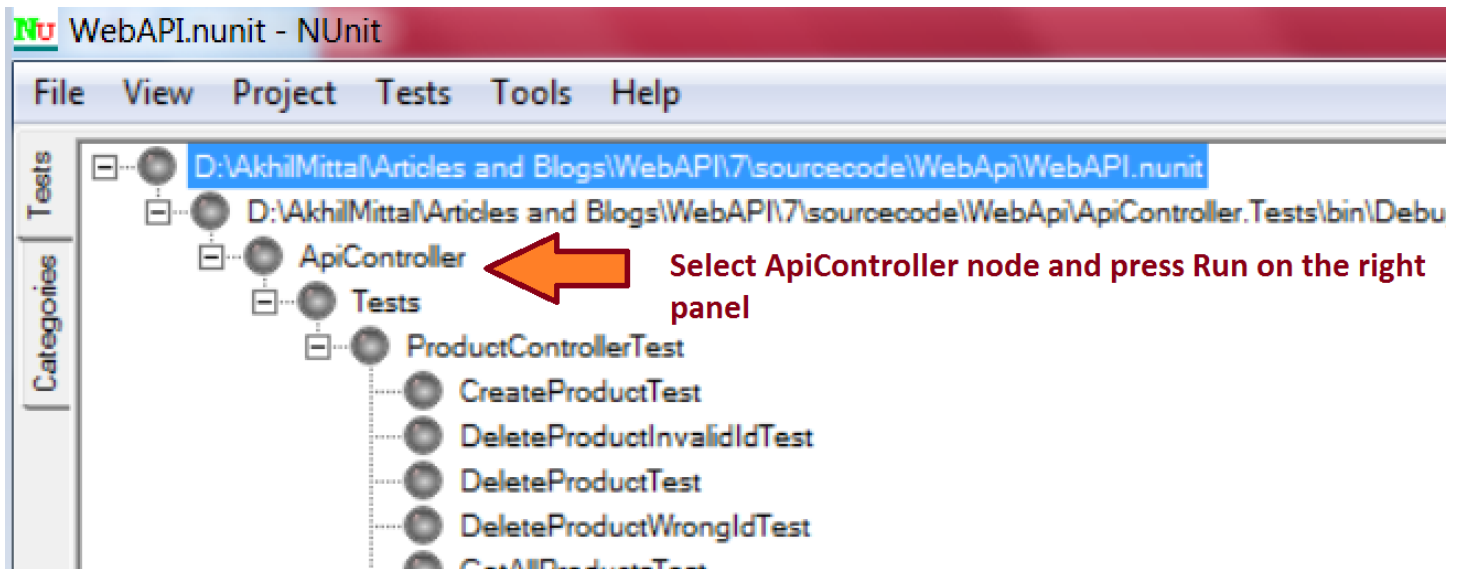 NU WebAPI.nunit - NUnit
File View Project Tests Tools Help
Tests
Categories
D:\AkhilMittal\Articles and Blogs\WebAPI\7\sourcecode\WebApi\WebAPI.nunit
D:\AkhilMittal\Articles and Blogs\WebAPI\7\sourcecode\WebApi\ApiController.Tests\bin\Debu
ApiController
Select ApiController node and press Run on the right
panel
Tests
ProductControllerTest
CreateProductTest
DeleteProductInvalidIdTest
DeleteProductTest
DeleteProductWrongIdTest
GetAllProductsTest